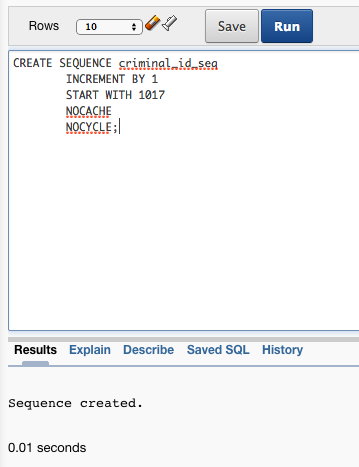 Rows 10 Save Run
CREATE SEQUENCE criminal_id_seq
INCREMENT BY 1
START WITH 1017
NOCACHE
NOCYCLE;
Results Explain Describe Saved SQL History
Sequence created.
0.01 seconds